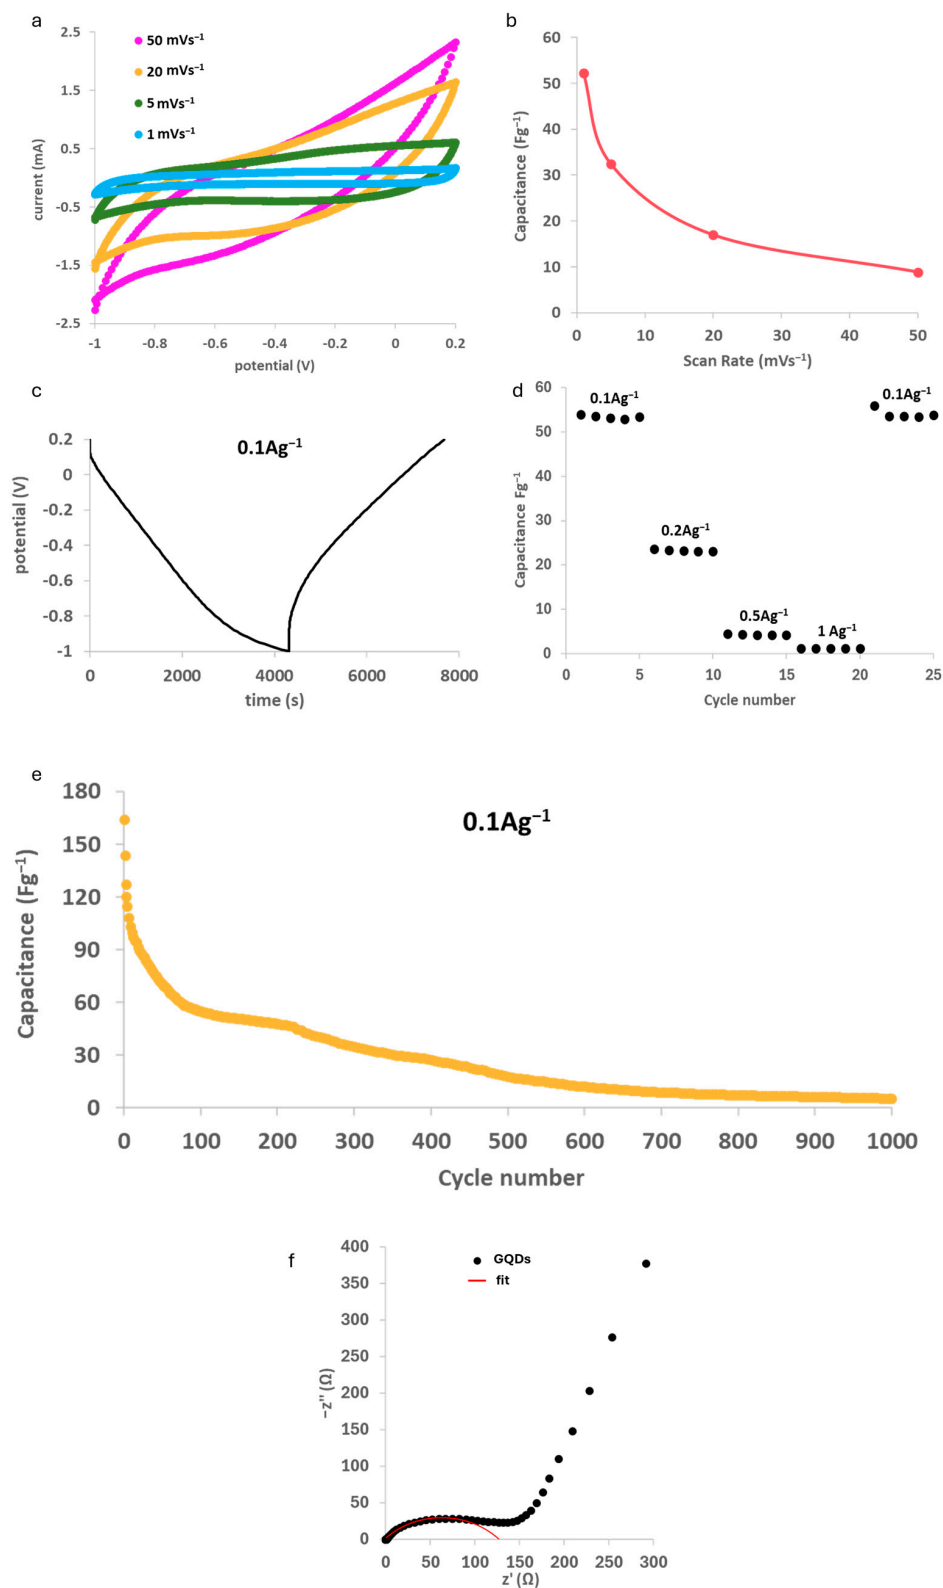 a
2.5
1.5
0.5
-0.5
-1.5
-2.5
current (mA)
50 mVs⁻¹
20 mVs⁻¹
5 mVs⁻¹
1 mVs⁻¹
-1
-0.8
-0.6
-0.4
-0.2
0
0.2
potential (V)
b
60
50
40
30
20
10
0
Capacitance (Fg⁻¹)
0
10
20
30
40
50
Scan Rate (mVs⁻¹)
c
0.1Ag⁻¹
0.2
0
-0.2
-0.4
-0.6
-0.8
-1
potential (V)
0
2000
4000
6000
8000
time (s)
d
60
50
40
30
20
10
0
Capacitance Fg⁻¹
0.1Ag⁻¹
0.2Ag⁻¹
0.5Ag⁻¹
1 Ag⁻¹
0.1Ag⁻¹
0
5
10
15
20
25
Cycle number
e
180
150
120
90
60
30
0
Capacitance (Fg⁻¹)
0.1Ag⁻¹
0
100
200
300
400
500
600
700
800
900
1000
Cycle number
f
400
350
300
250
200
150
100
50
0
−z'' (Ω)
GQDs
fit
0
50
100
150
200
250
300
z' (Ω)